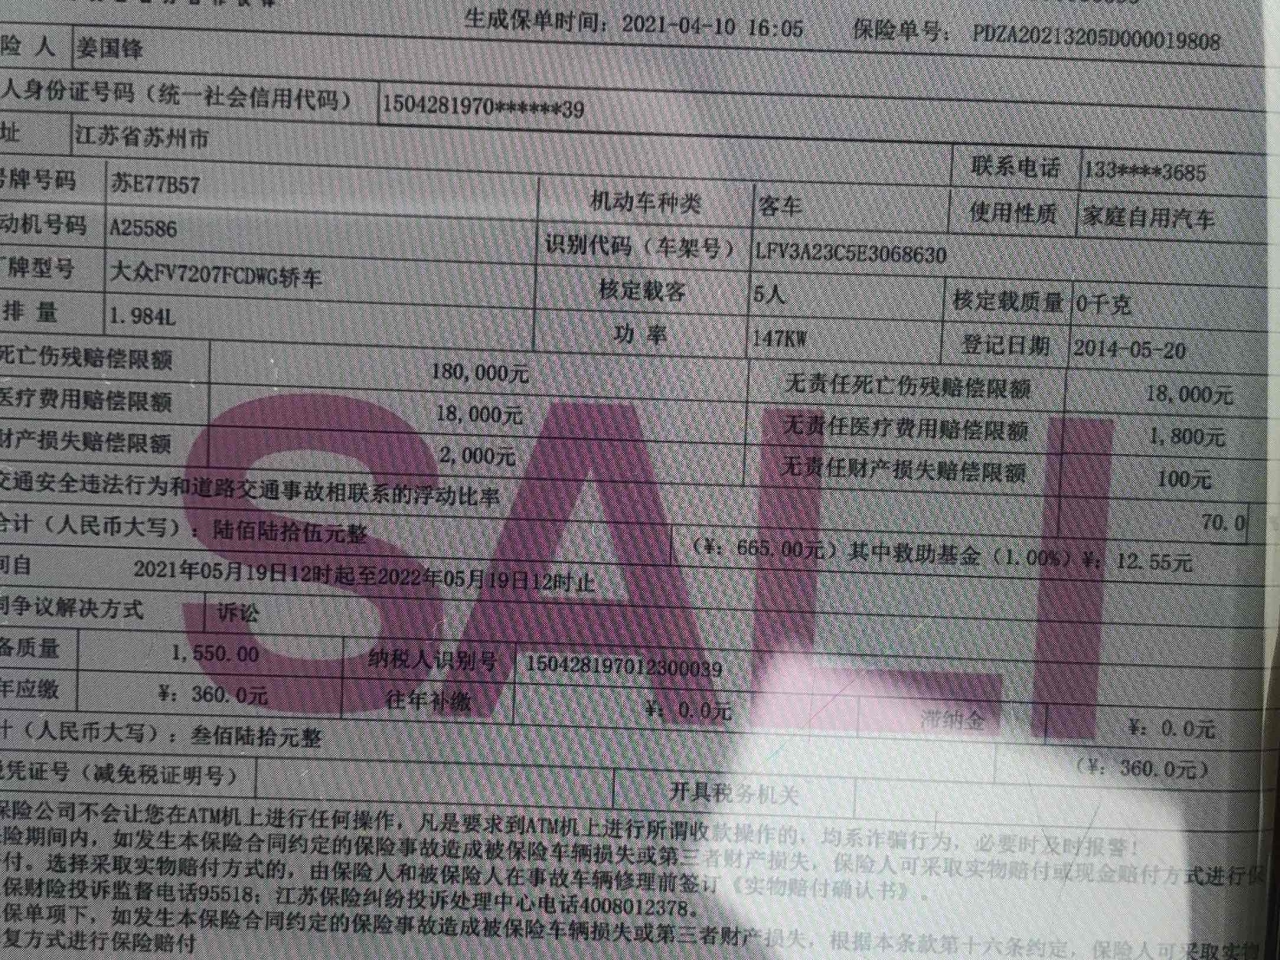 生成保单时间：2021-04-10 16:05 保险单号： PDZA20213205D000019808
险 人 姜国锋
人身份证号码（统一社会信用代码） 1504281970******39
址 江苏省苏州市 联系电话 133****3685
号牌号码 苏E77B57 机动车种类 客车 使用性质 家庭自用汽车
动机号码 A25586 识别代码（车架号） LFV3A23C5E3068630
牌型号 大众FV7207FCDWG轿车 核定载客 5人 核定载质量 0千克
排 量 1.984L 功 率 147KW 登记日期 2014-05-20
死亡伤残赔偿限额 180,000元 无责任死亡伤残赔偿限额 18,000元
医疗费用赔偿限额 18,000元 无责任医疗费用赔偿限额 1,800元
财产损失赔偿限额 2,000元 无责任财产损失赔偿限额 100元
交通安全违法行为和道路交通事故相联系的浮动比率 70.0
合计（人民币大写）：陆佰陆拾伍元整 （¥：665.00元）其中救助基金（1.00%）¥：12.55元
间自 2021年05月19日12时起至2022年05月19日12时止
同争议解决方式 诉讼
备质量 1,550.00 纳税人识别号 150428197012300039
年应缴 ¥：360.0元 往年补缴 ¥：0.0元 滞纳金 ¥：0.0元
计（人民币大写）：叁佰陆拾元整 （¥：360.0元）
税凭证号（减免税证明号） 开具税务机关
保险公司不会让您在ATM机上进行任何操作，凡是要求到ATM机上进行所谓收款操作的，均系诈骗行为，必要时及时报警！
险期间内，如发生本保险合同约定的保险事故造成被保险车辆损失或第三者财产损失，保险人可采取实物赔付或现金赔付方式进行保
付。选择采取实物赔付方式的，由保险人和被保险人在事故车辆修理前签订《实物赔付确认书》。
保财险投诉监督电话95518；江苏保险纠纷投诉处理中心电话4008012378。
保单项下，如发生本保险合同约定的保险事故造成被保险车辆损失或第三者财产损失，根据本条款第十六条约定，保险人可采取实物
复方式进行保险赔付
SALI